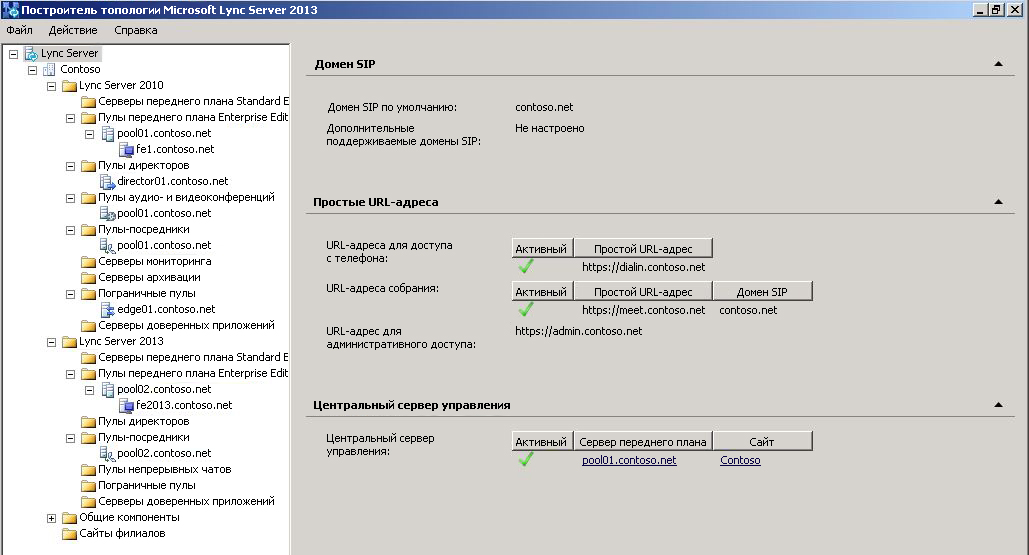 Построитель топологии Microsoft Lync Server 2013
Файл Действие Справка
Lync Server
Contoso
Lync Server 2010
Серверы переднего плана Standard E
Пулы переднего плана Enterprise Edit
pool01.contoso.net
fe1.contoso.net
Пулы директоров
director01.contoso.net
Пулы аудио- и видеоконференций
pool01.contoso.net
Пулы-посредники
pool01.contoso.net
Серверы мониторинга
Серверы архивации
Пограничные пулы
edge01.contoso.net
Серверы доверенных приложений
Lync Server 2013
Серверы переднего плана Standard E
Пулы переднего плана Enterprise Edit
pool02.contoso.net
fe2013.contoso.net
Пулы директоров
Пулы-посредники
pool02.contoso.net
Пулы непрерывных чатов
Пограничные пулы
Серверы доверенных приложений
Общие компоненты
Сайты филиалов
Домен SIP
Домен SIP по умолчанию: contoso.net
Дополнительные Не настроено
поддерживаемые домены SIP:
Простые URL-адреса
URL-адреса для доступа Активный Простой URL-адрес
с телефона: https://dialin.contoso.net
URL-адреса собрания: Активный Простой URL-адрес Домен SIP
https://meet.contoso.net contoso.net
URL-адрес для https://admin.contoso.net
административного доступа:
Центральный сервер управления
Центральный сервер Активный Сервер переднего плана Сайт
управления: pool01.contoso.net Contoso